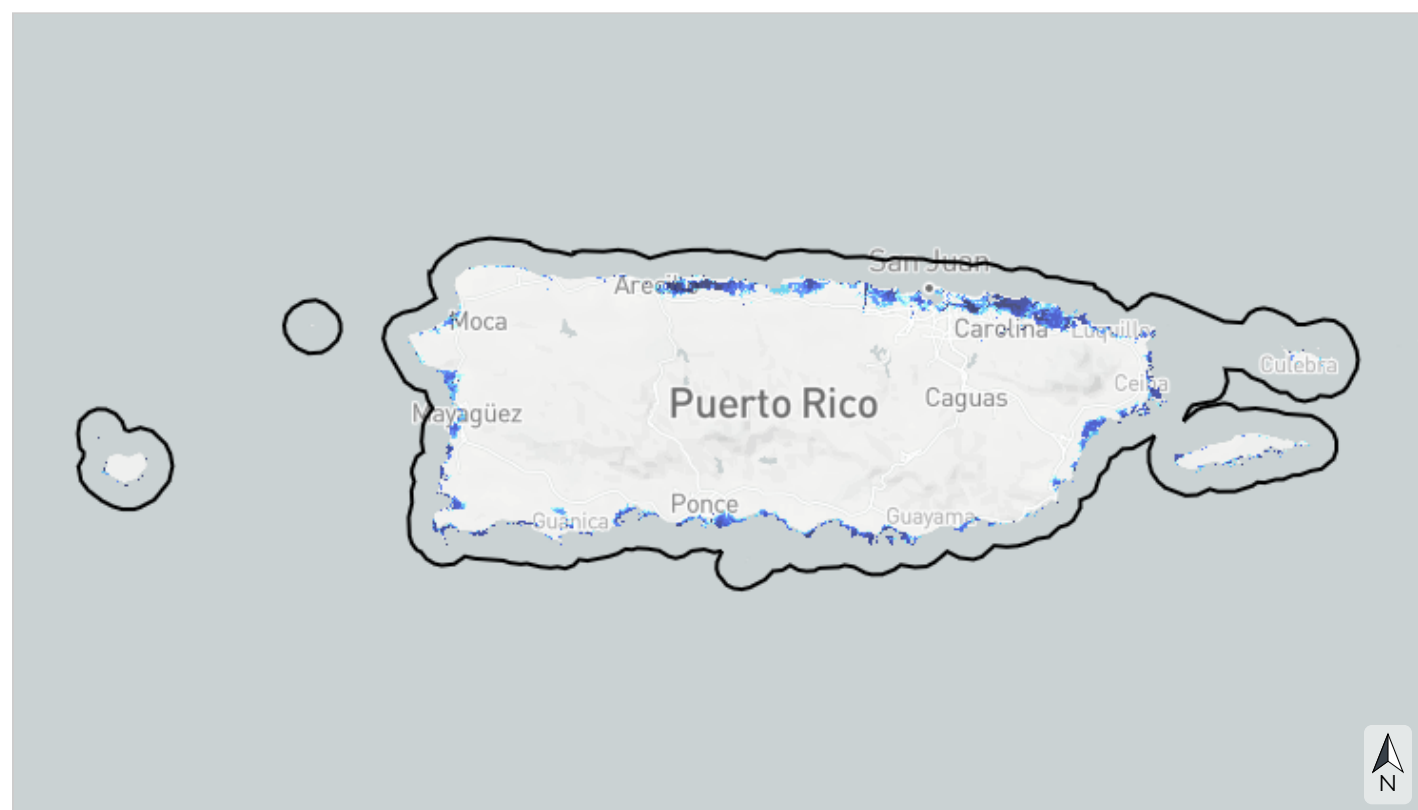 San Juan
Arecibo
Moca
Carolina
Luquillo
Culebra
Ceiba
Puerto Rico
Caguas
Mayagüez
Ponce
Guánica
Guayama
N